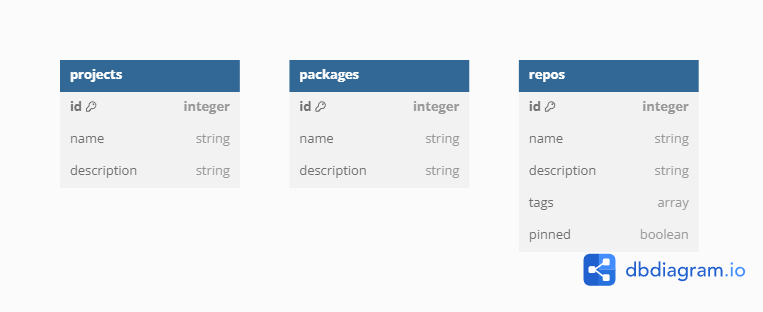 projects
id integer
name string
description string
packages
id integer
name string
description string
repos
id integer
name string
description string
tags array
pinned boolean
dbdiagram.io